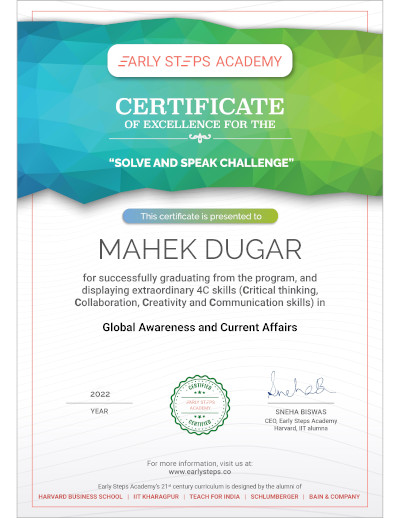 EARLY STEPS ACADEMY
CERTIFICATE
OF EXCELLENCE FOR THE
“SOLVE AND SPEAK CHALLENGE”
This certificate is presented to
MAHEK DUGAR
for successfully graduating from the program, and
displaying extraordinary 4C skills (Critical thinking,
Collaboration, Creativity and Communication skills) in
Global Awareness and Current Affairs
2022
YEAR
CERTIFIED
EARLY STEPS
ACADEMY
CERTIFIED
Sneha B
SNEHA BISWAS
CEO, Early Steps Academy
Harvard, IIT alumna
For more information, visit us at:
www.earlysteps.co
Early Steps Academy's 21st century curriculum is designed by the alumni of
HARVARD BUSINESS SCHOOL | IIT KHARAGPUR | TEACH FOR INDIA | SCHLUMBERGER | BAIN & COMPANY